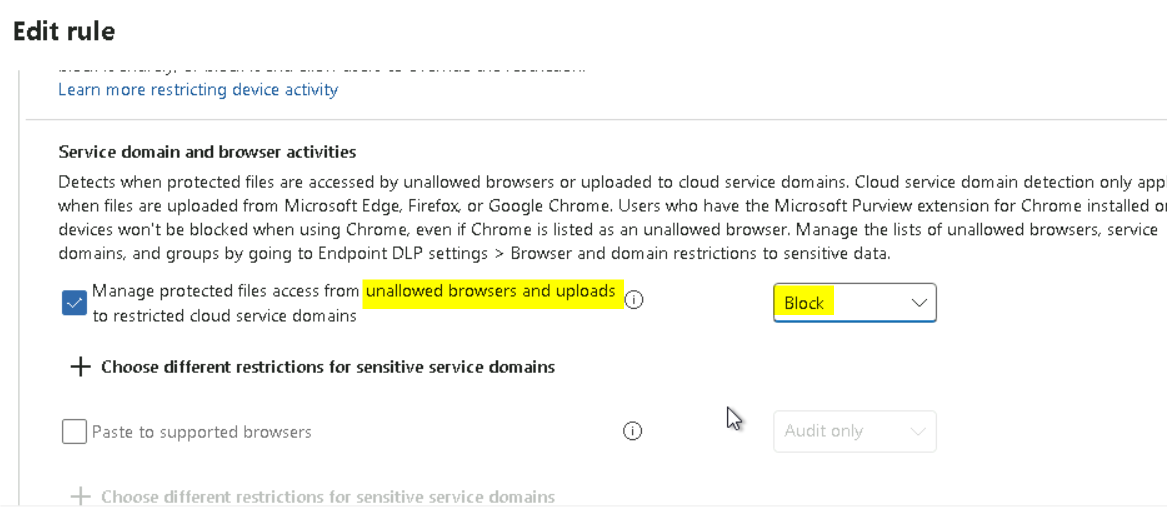 Edit rule
Learn more restricting device activity
Service domain and browser activities
Detects when protected files are accessed by unallowed browsers or uploaded to cloud service domains. Cloud service domain detection only
when files are uploaded from Microsoft Edge, Firefox, or Google Chrome. Users who have the Microsoft Purview extension for Chrome installed
devices won't be blocked when using Chrome, even if Chrome is listed as an unallowed browser. Manage the lists of unallowed browsers, service
domains, and groups by going to Endpoint DLP settings > Browser and domain restrictions to sensitive data.
Manage protected files access from unallowed browsers and uploads
to restricted cloud service domains
Block
Choose different restrictions for sensitive service domains
Paste to supported browsers
Audit only
Choose different restrictions for sensitive service domains